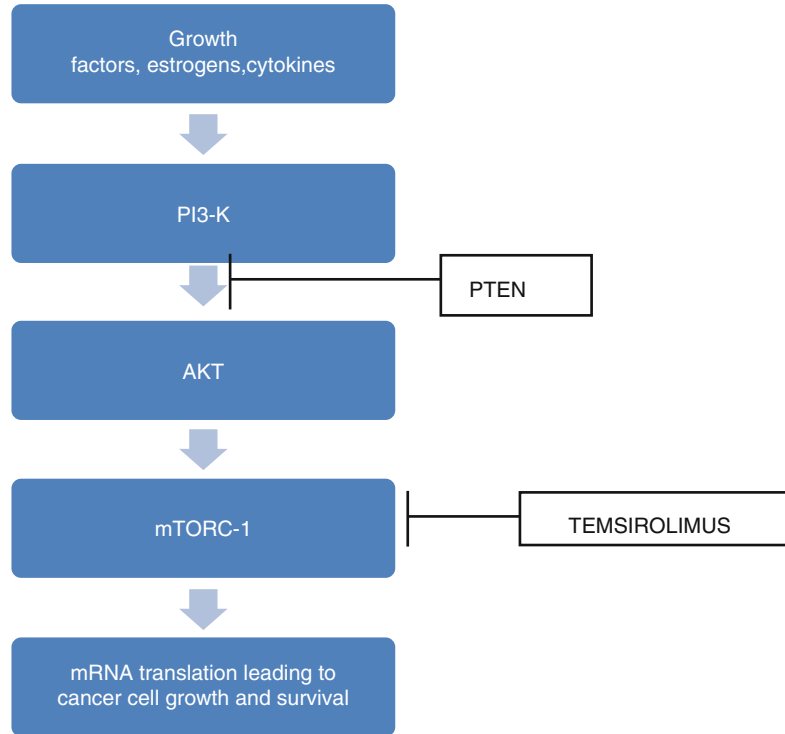 Growth
factors, estrogens,cytokines
PI3-K
PTEN
AKT
mTORC-1
TEMSIROLIMUS
mRNA translation leading to
cancer cell growth and survival